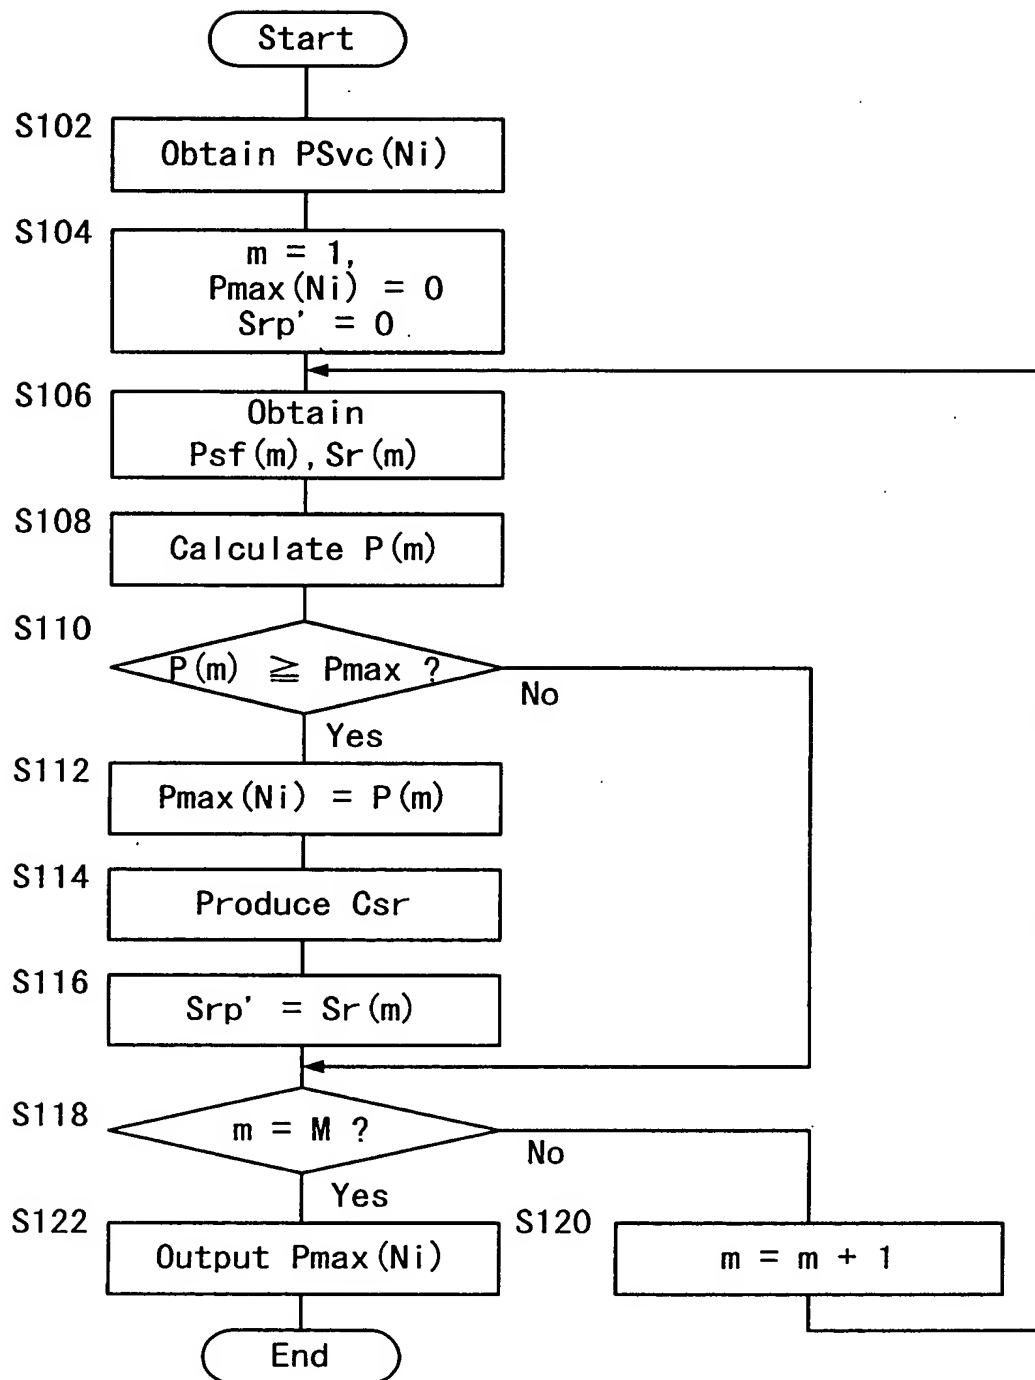 Start
S102
Obtain PSvc(Ni)
S104
m = 1,
Pmax(Ni) = 0
Srp' = 0
S106
Obtain
Psf(m), Sr(m)
S108
Calculate P(m)
S110
P(m) ≧ Pmax ?
No
Yes
S112
Pmax(Ni) = P(m)
S114
Produce Csr
S116
Srp' = Sr(m)
S118
m = M ?
No
Yes
S122
Output Pmax(Ni)
S120
m = m + 1
End